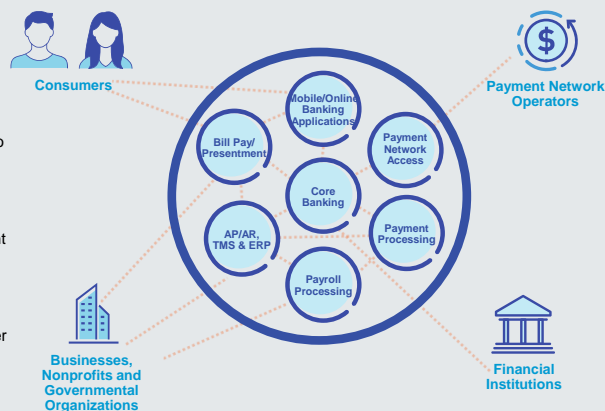 Consumers
Payment Network
Operators
Mobile/Online
Banking
Applications
Bill Pay/
Presentment
Payment
Network
Access
Core
Banking
AP/AR,
TMS & ERP
Payment
Processing
Payroll
Processing
Businesses,
Nonprofits and
Governmental
Organizations
Financial
Institutions
$